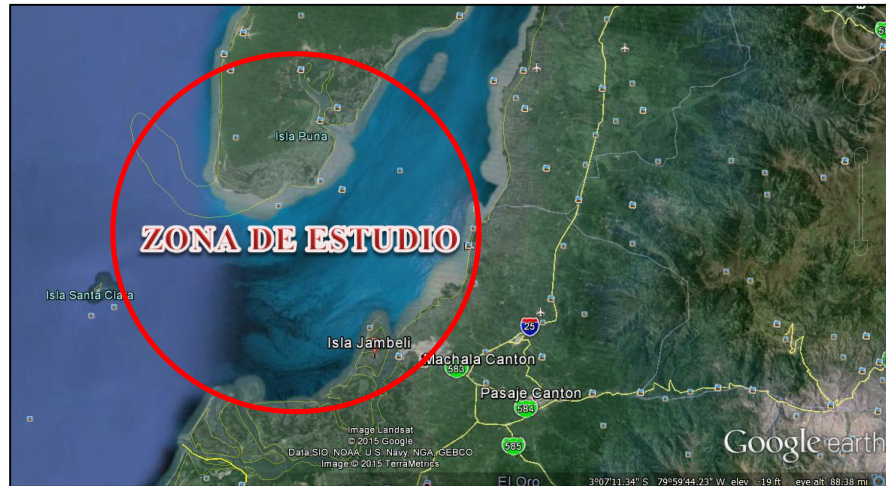 Isla Puna
ZONA DE ESTUDIO
Isla Santa Clara
Isla Jambeli
25
Machala Canton
583
Pasaje Canton
584
585
Image Landsat
© 2015 Google
Data SIO, NOAA, U.S. Navy, NGA, GEBCO
Image © 2015 TerraMetrics
Google earth
El Oro
3°07'11.34" S 79°59'44.23" W elev -19 ft eye alt 88.38 mi